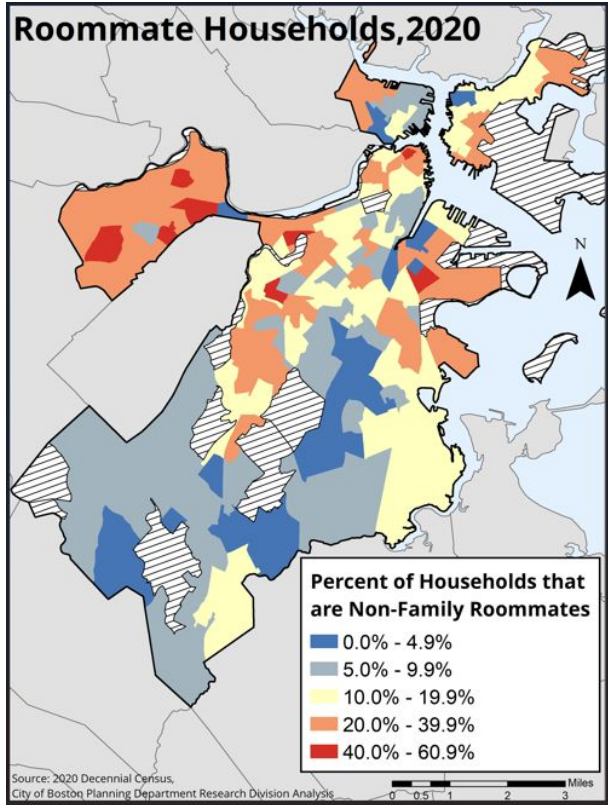 Roommate Households,2020
N
Percent of Households that
are Non-Family Roommates
0.0% - 4.9%
5.0% - 9.9%
10.0% - 19.9%
20.0% - 39.9%
40.0% - 60.9%
Source: 2020 Decennial Census,
City of Boston Planning Department Research Division Analysis
Miles
0 0.5 1 2 3